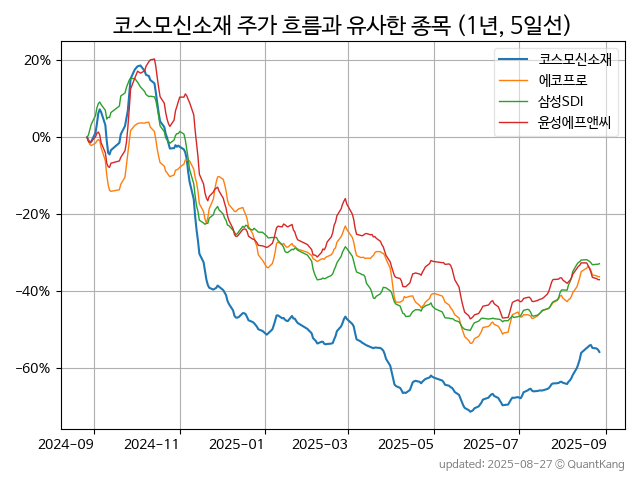 코스모신소재 주가 흐름과 유사한 종목 (1년, 5일선)
코스모신소재
에코프로
삼성SDI
윤성에프앤씨
20%
0%
−20%
−40%
−60%
2024-09 2024-11 2025-01 2025-03 2025-05 2025-07 2025-09
updated: 2025-08-27 © QuantKang